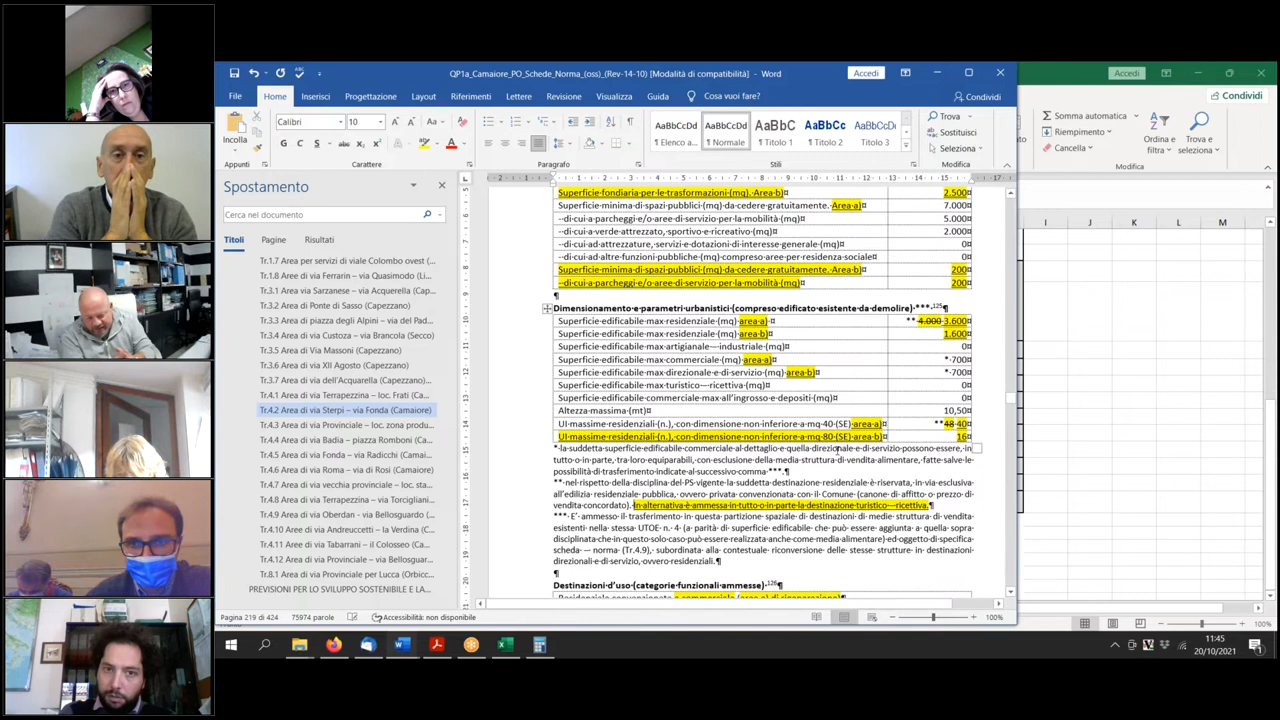 QP1a_Camaiore_PO_Schede_Norma_(oss)_(Rev-14-10) [Modalità di compatibilità] - Word
Accedi
Accedi
File Home Inserisci Progettazione Layout Riferimenti Lettere Revisione Visualizza Guida Cosa vuoi fare? Condividi
Condividi
Incolla
Calibri 10
G C S
AaBbCcDd AaBbCcDd AaBbC AaBbCc AaBbCcD
¶ Elenco a... ¶ Normale ¶ Titolo 1 ¶ Titolo 2 ¶ Titolo 3
Trova
Sostituisci
Seleziona
Somma automatica
Riempimento
Cancella
Ordina e filtra
Trova e seleziona
Appunti Carattere Paragrafo Stili Modifica
Modifica
Spostamento
Cerca nel documento
Titoli Pagine Risultati
Tr.1.7 Area per servizi di viale Colombo ovest (...
Tr.1.8 Aree di via Ferrarin – via Quasimodo (Li...
Tr.3.1 Area via Sarzanese – via Acquerella (Cap...
Tr.3.2 Area di Ponte di Sasso (Capezzano)
Tr.3.3 Area di piazza degli Alpini – via del Pad...
Tr.3.4 Area di via Custoza – via Brancola (Secco)
Tr.3.5 Area di Via Massoni (Capezzano)
Tr.3.6 Area di via XII Agosto (Capezzano)
Tr.3.7 Area di via dell'Acquarella (Capezzano)
Tr.4.1 Aree di via Terrapezzina – loc. Frati (Ca...
Tr.4.2 Area di via Sterpi – via Fonda (Camaiore)
Tr.4.3 Area di via Provinciale – loc. zona produ...
Tr.4.4 Area di via Badia – piazza Romboni (Cam...
Tr.4.5 Area di via Fonda – via Radicchi (Camai...
Tr.4.6 Area di via Roma – via di Rosi (Camaiore)
Tr.4.7 Area di via vecchia provinciale – strada...
Tr.4.8 Area di via Terrapezzina – via Torcigliani...
Tr.4.9 Area di via Oberdan - via Bellosguardo (...
Tr.4.10 Aree di via Andreuccetti – la Verdina (C...
Tr.4.11 Area di via Tabarrani – il Colosseo (Cam...
Tr.4.12 Area di via Provinciale – via Bellosguar...
Tr.8.1 Area di via Provinciale per Lucca (Orbicc...
PREVISIONI PER LO SVILUPPO SOSTENIBILE E LA...
Superficie fondiaria per le trasformazioni (mq). Area b) 2.500
Superficie minima di spazi pubblici (mq) da cedere gratuitamente. Area a) 7.000
- di cui a parcheggi e/o aree di servizio per la mobilità (mq) 5.000
- di cui a verde attrezzato, sportivo e ricreativo (mq) 2.000
- di cui ad attrezzature, servizi e dotazioni di interesse generale (mq) 0
- di cui ad altre funzioni pubbliche (mq) compreso aree per residenza sociale 0
Superficie minima di spazi pubblici (mq) da cedere gratuitamente. Area b) 200
- di cui a parcheggi e/o aree di servizio per la mobilità (mq) 200
¶
Dimensionamento e parametri urbanistici (compreso edificato esistente da demolire) *** 125¶
Superficie edificabile max residenziale (mq) area a) ** 4.000 3.600
Superficie edificabile max residenziale (mq) area b) 1.600
Superficie edificabile max artigianale – industriale (mq) 0
Superficie edificabile max commerciale (mq) area a) * 700
Superficie edificabile max direzionale e di servizio (mq) area b) * 700
Superficie edificabile max turistico – ricettiva (mq) 0
Superficie edificabile commerciale max all'ingrosso e depositi (mq) 0
Altezza massima (mt) 10,50
UI massime residenziali (n.), con dimensione non inferiore a mq 40 (SE) area a) ** 48 40
UI massime residenziali (n.), con dimensione non inferiore a mq 80 (SE) area b) 16
* la suddetta superficie edificabile commerciale al dettaglio e quella direzionale e di servizio possono essere, in
tutto o in parte, tra loro equiparabili, con esclusione della media struttura di vendita alimentare, fatte salve le
possibilità di trasferimento indicate al successivo comma ***.¶
** nel rispetto della disciplina del PS vigente la suddetta destinazione residenziale è riservata, in via esclusiva
all'edilizia residenziale pubblica, ovvero privata convenzionata con il Comune (canone di affitto o prezzo di
vendita concordato). In alternativa è ammessa in tutto o in parte la destinazione turistico – ricettiva.¶
*** E' ammesso il trasferimento in questa partizione spaziale di destinazioni di medie struttura di vendita
esistenti nella stessa UTOE n. 4 (a parità di superficie edificabile che può essere aggiunta a quella sopra
disciplinata che in questo solo caso può essere realizzata anche come media alimentare) ed oggetto di specifica
scheda – norma (Tr.4.9), subordinata alla contestuale riconversione delle stesse strutture in destinazioni
direzionali e di servizio, ovvero residenziali.¶
¶
Destinazioni d'uso (categorie funzionali ammesse) 126¶
I J K L M
Pagina 219 di 424 75974 parole Accessibilità: non disponibile 100%
100%
11:45
20/10/2021